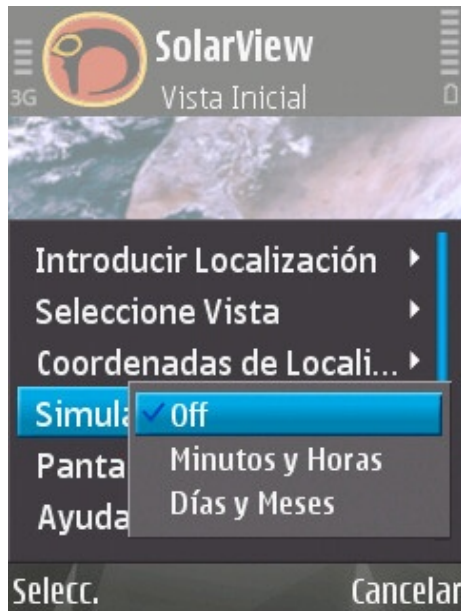 SolarView
3G
Vista Inicial
Introducir Localización
Seleccione Vista
Coordenadas de Locali...
Simula
Off
Minutos y Horas
Panta
Días y Meses
Ayuda
Selecc.
Cancelar